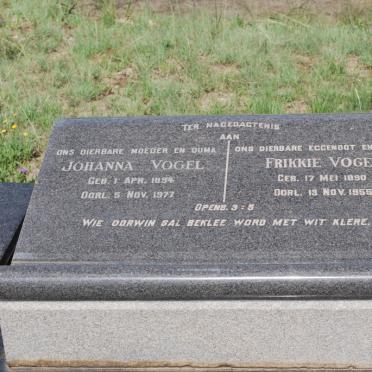 TER NAGEDAGTENIS
AAN
ONS DIERBARE MOEDER EN OUMA
JOHANNA VOGEL
GEB. 1 APR. 1894
OORL. 5 NOV. 1977
ONS DIERBARE EGGENOOT EN
FRIKKIE VOGEL
GEB. 17 MEI 1890
OORL. 13 NOV. 1955
OPENB. 3:5
WIE OORWIN SAL BEKLEE WORD MET WIT KLERE.